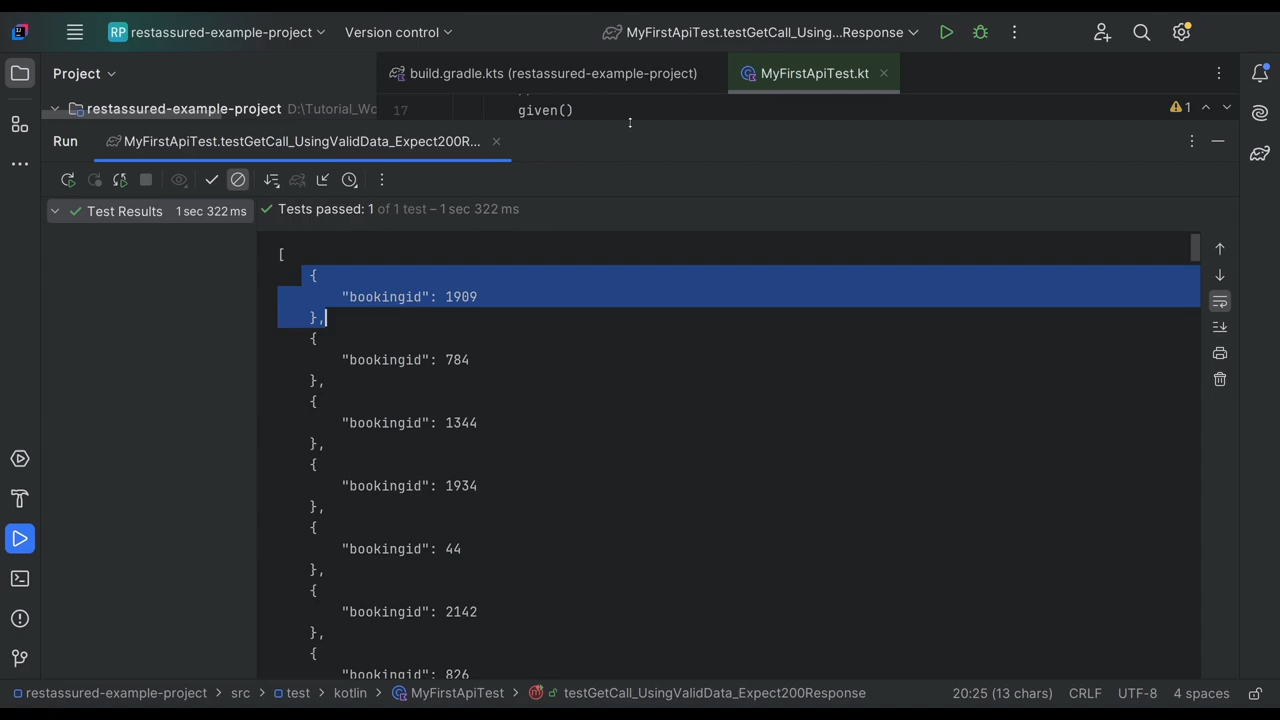 RP restassured-example-project Version control MyFirstApiTest.testGetCall_Using...Response
Project build.gradle.kts (restassured-example-project) MyFirstApiTest.kt
restassured-example-project D:\Tutorial_Wo 17 given() 1
Run MyFirstApiTest.testGetCall_UsingValidData_Expect200R...
Test Results 1 sec 322 ms Tests passed: 1 of 1 test – 1 sec 322 ms
[
{
"bookingid": 1909
},
{
"bookingid": 784
},
{
"bookingid": 1344
},
{
"bookingid": 1934
},
{
"bookingid": 44
},
{
"bookingid": 2142
},
{
"bookingid": 826
restassured-example-project > src > test > kotlin > MyFirstApiTest > testGetCall_UsingValidData_Expect200Response 20:25 (13 chars) CRLF UTF-8 4 spaces